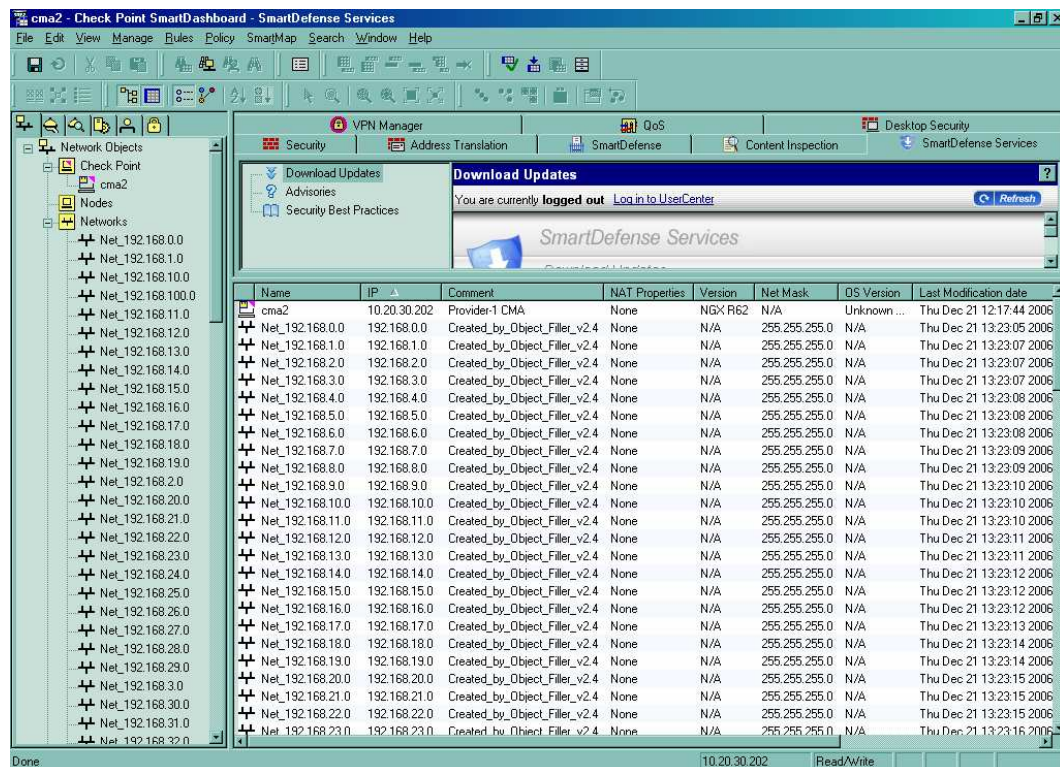 cma2 - Check Point SmartDashboard - SmartDefense Services
File Edit View Manage Rules Policy SmartMap Search Window Help
VPN Manager QoS Desktop Security
Security Address Translation SmartDefense Content Inspection SmartDefense Services
Network Objects
Check Point
cma2
Nodes
Networks
Net_192.168.0.0
Net_192.168.1.0
Net_192.168.10.0
Net_192.168.100.0
Net_192.168.11.0
Net_192.168.12.0
Net_192.168.13.0
Net_192.168.14.0
Net_192.168.15.0
Net_192.168.16.0
Net_192.168.17.0
Net_192.168.18.0
Net_192.168.19.0
Net_192.168.2.0
Net_192.168.20.0
Net_192.168.21.0
Net_192.168.22.0
Net_192.168.23.0
Net_192.168.24.0
Net_192.168.25.0
Net_192.168.26.0
Net_192.168.27.0
Net_192.168.28.0
Net_192.168.29.0
Net_192.168.3.0
Net_192.168.30.0
Net_192.168.31.0
Net_192.168.32.0
Download Updates
Advisories
Security Best Practices
Download Updates ?
You are currently logged out Log in to UserCenter Refresh
SmartDefense Services
Download Updates
Name IP Comment NAT Properties Version Net Mask OS Version Last Modification date
cma2 10.20.30.202 Provider-1 CMA None NGX R62 N/A Unknown ... Thu Dec 21 12:17:44 2006
Net_192.168.0.0 192.168.0.0 Created_by_Object_Filler_v2.4 None N/A 255.255.255.0 N/A Thu Dec 21 13:23:05 2006
Net_192.168.1.0 192.168.1.0 Created_by_Object_Filler_v2.4 None N/A 255.255.255.0 N/A Thu Dec 21 13:23:07 2006
Net_192.168.2.0 192.168.2.0 Created_by_Object_Filler_v2.4 None N/A 255.255.255.0 N/A Thu Dec 21 13:23:07 2006
Net_192.168.3.0 192.168.3.0 Created_by_Object_Filler_v2.4 None N/A 255.255.255.0 N/A Thu Dec 21 13:23:07 2006
Net_192.168.4.0 192.168.4.0 Created_by_Object_Filler_v2.4 None N/A 255.255.255.0 N/A Thu Dec 21 13:23:08 2006
Net_192.168.5.0 192.168.5.0 Created_by_Object_Filler_v2.4 None N/A 255.255.255.0 N/A Thu Dec 21 13:23:08 2006
Net_192.168.6.0 192.168.6.0 Created_by_Object_Filler_v2.4 None N/A 255.255.255.0 N/A Thu Dec 21 13:23:08 2006
Net_192.168.7.0 192.168.7.0 Created_by_Object_Filler_v2.4 None N/A 255.255.255.0 N/A Thu Dec 21 13:23:09 2006
Net_192.168.8.0 192.168.8.0 Created_by_Object_Filler_v2.4 None N/A 255.255.255.0 N/A Thu Dec 21 13:23:09 2006
Net_192.168.9.0 192.168.9.0 Created_by_Object_Filler_v2.4 None N/A 255.255.255.0 N/A Thu Dec 21 13:23:10 2006
Net_192.168.10.0 192.168.10.0 Created_by_Object_Filler_v2.4 None N/A 255.255.255.0 N/A Thu Dec 21 13:23:10 2006
Net_192.168.11.0 192.168.11.0 Created_by_Object_Filler_v2.4 None N/A 255.255.255.0 N/A Thu Dec 21 13:23:10 2006
Net_192.168.12.0 192.168.12.0 Created_by_Object_Filler_v2.4 None N/A 255.255.255.0 N/A Thu Dec 21 13:23:11 2006
Net_192.168.13.0 192.168.13.0 Created_by_Object_Filler_v2.4 None N/A 255.255.255.0 N/A Thu Dec 21 13:23:11 2006
Net_192.168.14.0 192.168.14.0 Created_by_Object_Filler_v2.4 None N/A 255.255.255.0 N/A Thu Dec 21 13:23:12 2006
Net_192.168.15.0 192.168.15.0 Created_by_Object_Filler_v2.4 None N/A 255.255.255.0 N/A Thu Dec 21 13:23:12 2006
Net_192.168.16.0 192.168.16.0 Created_by_Object_Filler_v2.4 None N/A 255.255.255.0 N/A Thu Dec 21 13:23:12 2006
Net_192.168.17.0 192.168.17.0 Created_by_Object_Filler_v2.4 None N/A 255.255.255.0 N/A Thu Dec 21 13:23:13 2006
Net_192.168.18.0 192.168.18.0 Created_by_Object_Filler_v2.4 None N/A 255.255.255.0 N/A Thu Dec 21 13:23:14 2006
Net_192.168.19.0 192.168.19.0 Created_by_Object_Filler_v2.4 None N/A 255.255.255.0 N/A Thu Dec 21 13:23:14 2006
Net_192.168.20.0 192.168.20.0 Created_by_Object_Filler_v2.4 None N/A 255.255.255.0 N/A Thu Dec 21 13:23:15 2006
Net_192.168.21.0 192.168.21.0 Created_by_Object_Filler_v2.4 None N/A 255.255.255.0 N/A Thu Dec 21 13:23:15 2006
Net_192.168.22.0 192.168.22.0 Created_by_Object_Filler_v2.4 None N/A 255.255.255.0 N/A Thu Dec 21 13:23:15 2006
Net_192.168.23.0 192.168.23.0 Created_by_Object_Filler_v2.4 None N/A 255.255.255.0 N/A Thu Dec 21 13:23:16 2006
Done 10.20.30.202 Read/Write